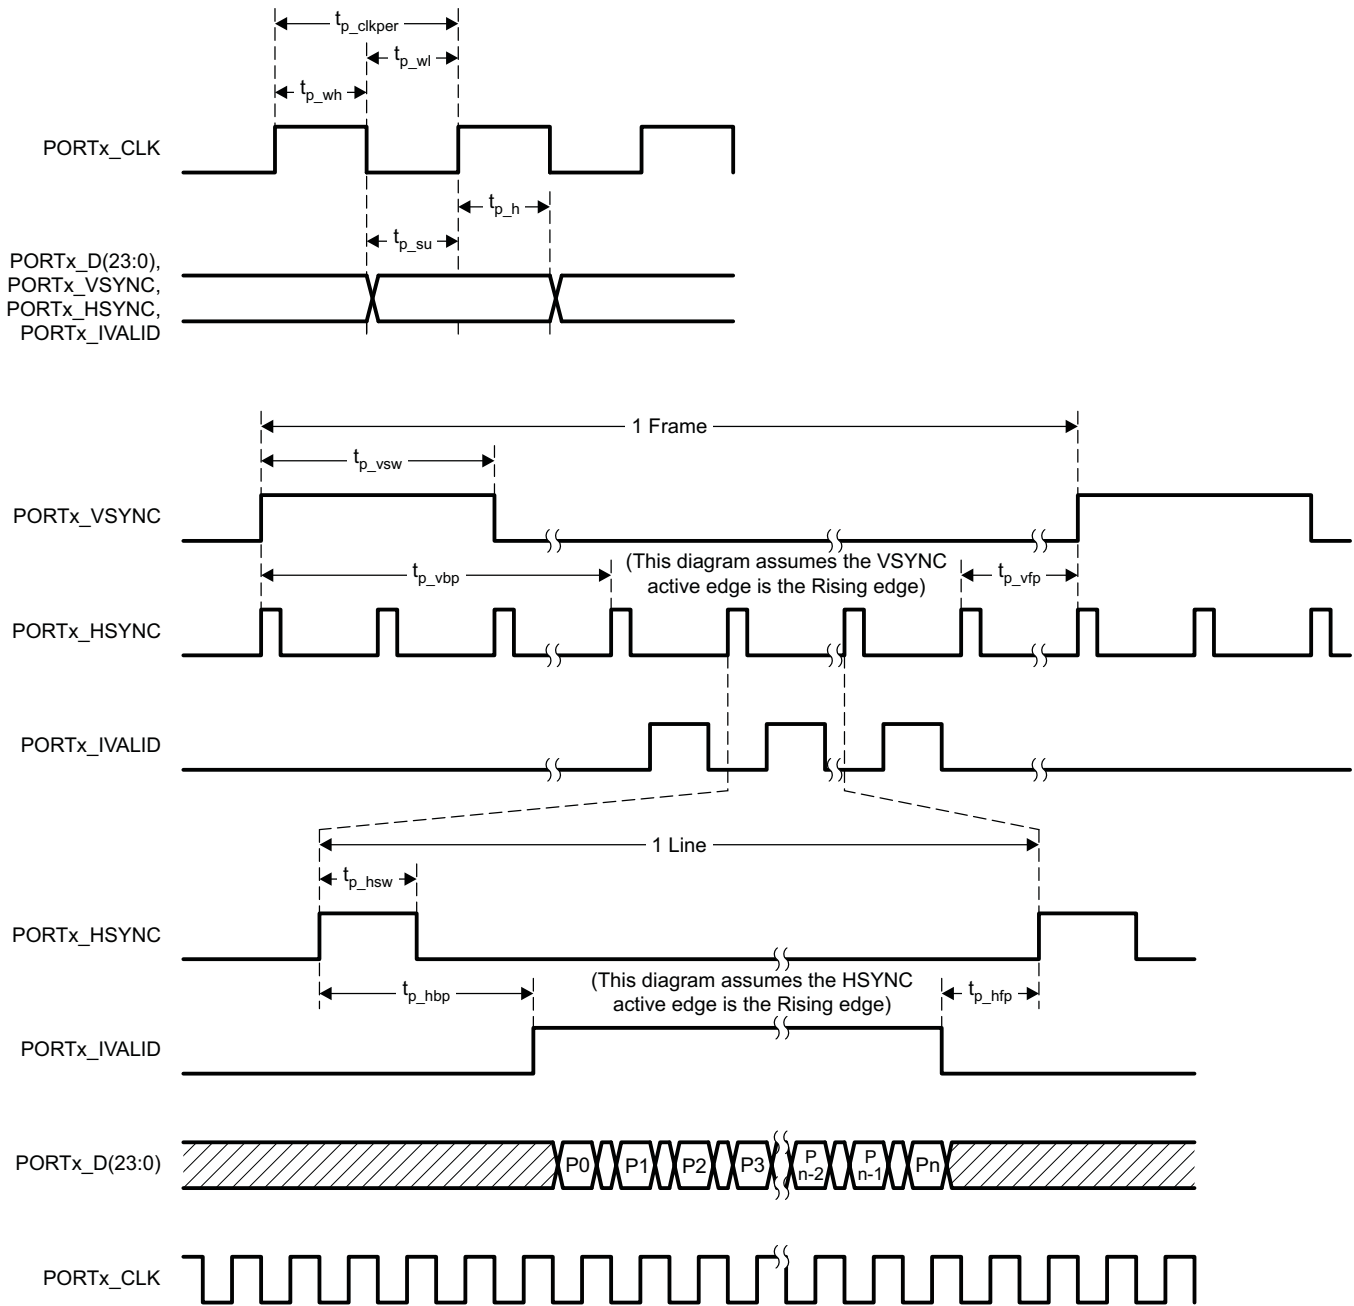 t_p_clkper
t_p_wl
t_p_wh
PORTx_CLK
t_p_h
t_p_su
PORTx_D(23:0),
PORTx_VSYNC,
PORTx_HSYNC,
PORTx_IVALID
1 Frame
t_p_vsw
PORTx_VSYNC
(This diagram assumes the VSYNC
active edge is the Rising edge)
t_p_vbp
t_p_vfp
PORTx_HSYNC
PORTx_IVALID
1 Line
t_p_hsw
PORTx_HSYNC
(This diagram assumes the HSYNC
active edge is the Rising edge)
t_p_hbp
t_p_hfp
PORTx_IVALID
PORTx_D(23:0)
P0 P1 P2 P3 P n-2 P n-1 Pn
PORTx_CLK